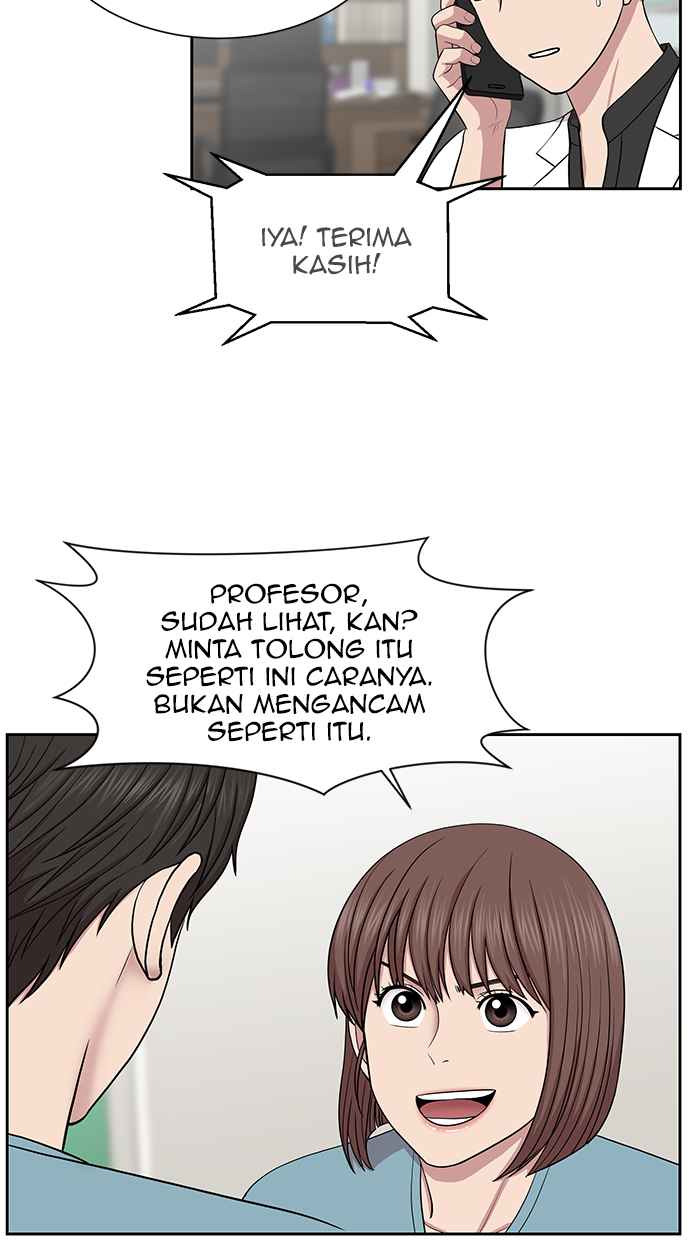 IYA! TERIMA
KASIH!
PROFESOR,
SUDAH LIHAT, KAN?
MINTA TOLONG ITU
SEPERTI INI CARANYA.
BUKAN MENGANCAM
SEPERTI ITU.